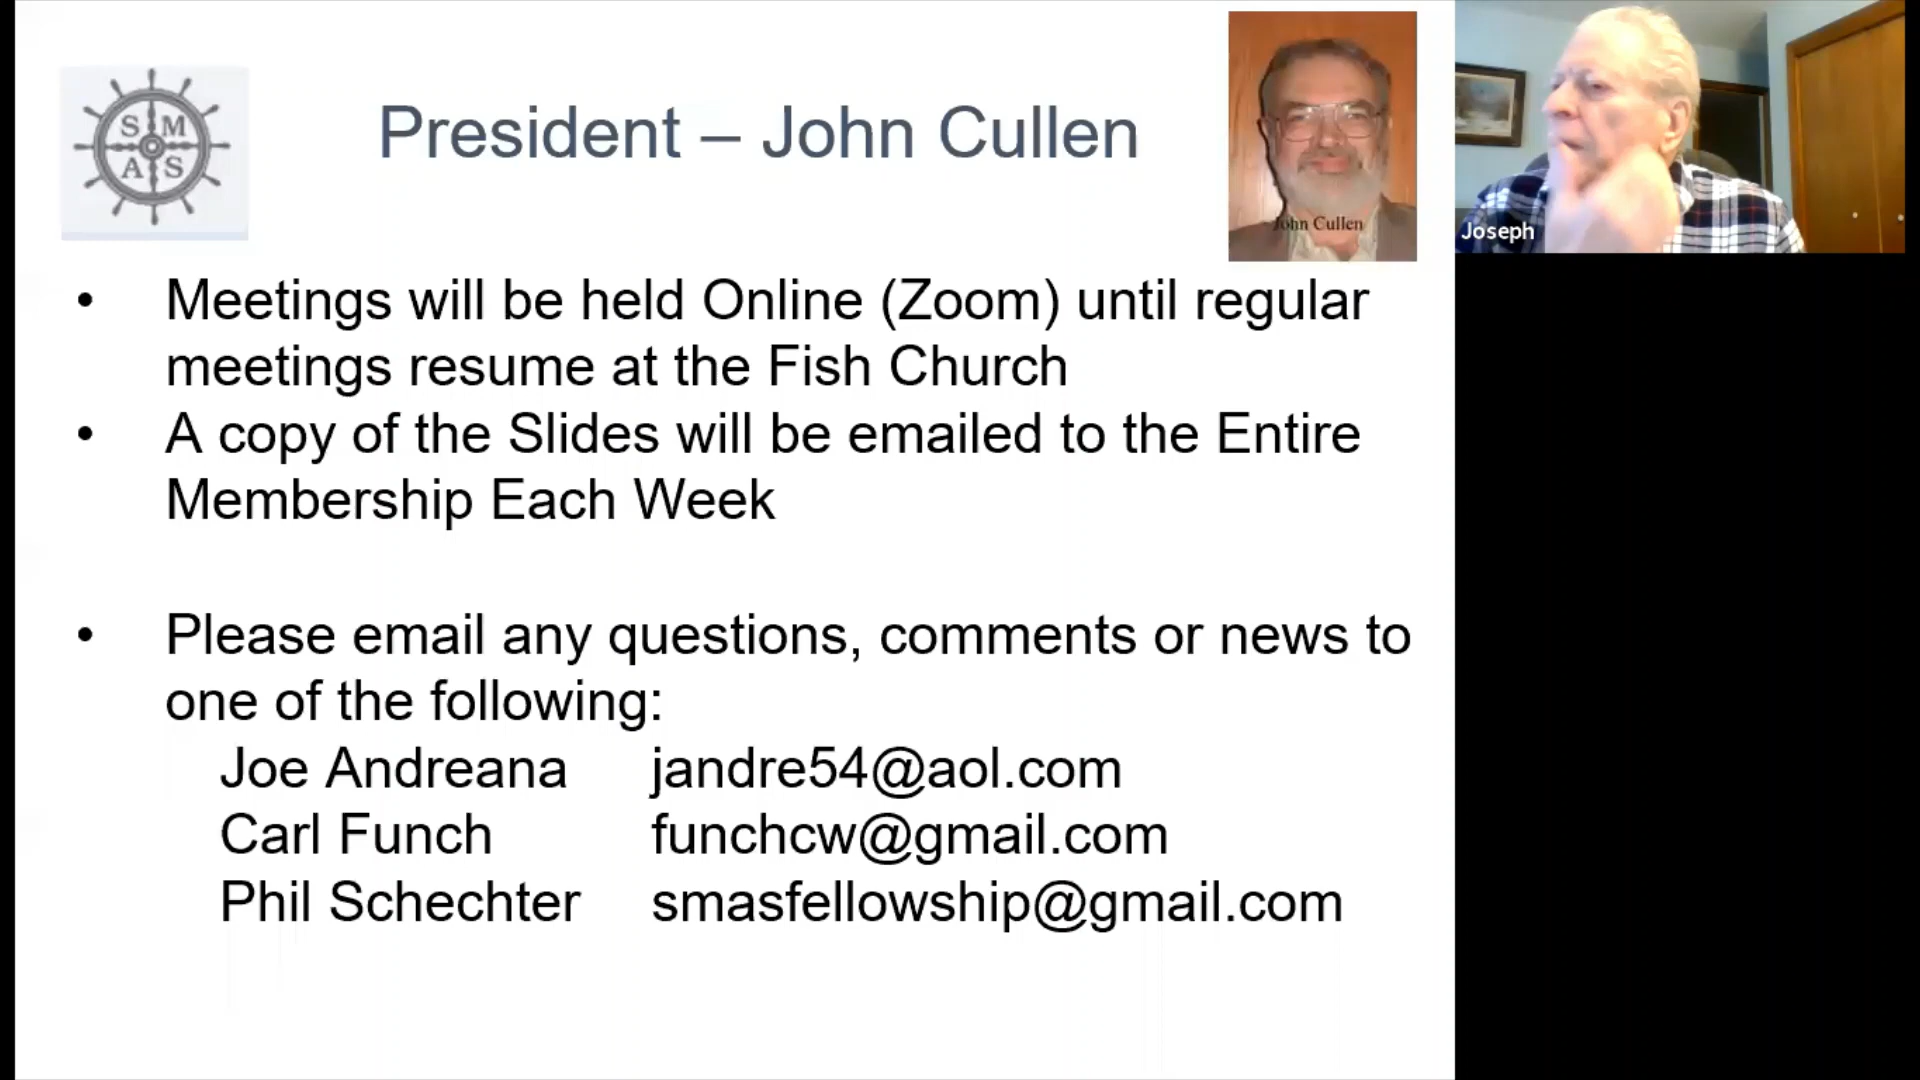 S M
A S
President – John Cullen
John Cullen
Joseph
• Meetings will be held Online (Zoom) until regular
meetings resume at the Fish Church
• A copy of the Slides will be emailed to the Entire
Membership Each Week
• Please email any questions, comments or news to
one of the following:
Joe Andreana jandre54@aol.com
Carl Funch funchcw@gmail.com
Phil Schechter smasfellowship@gmail.com